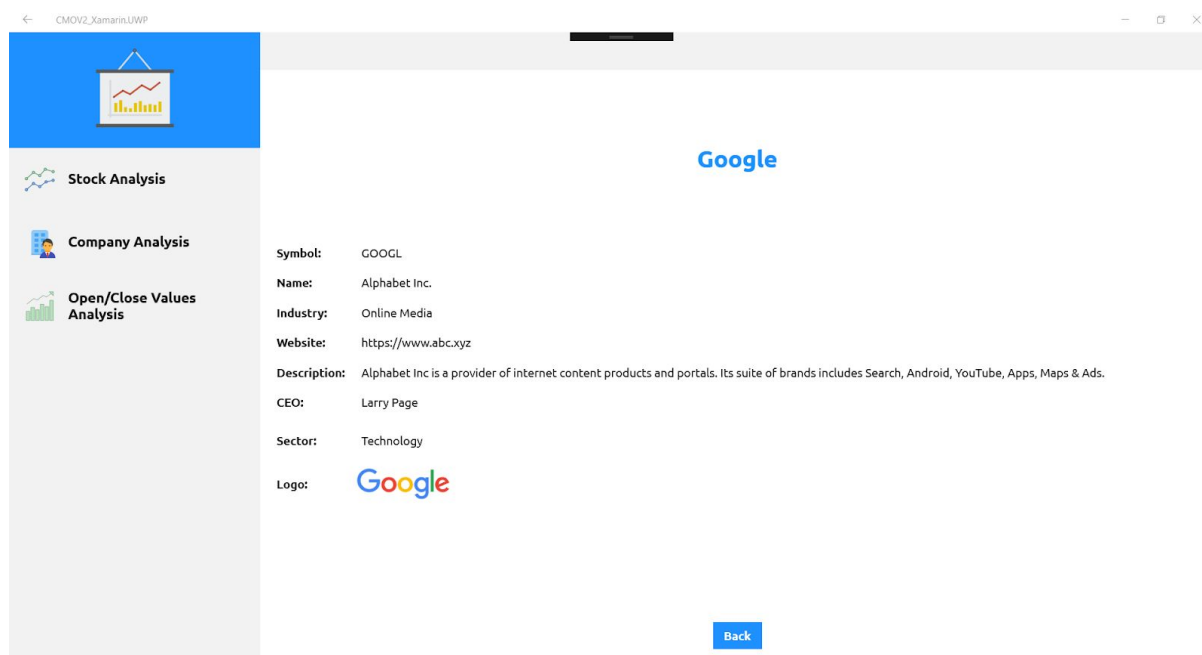 CMOV2_Xamarin.UWP
Stock Analysis
Company Analysis
Open/Close Values
Analysis
Google
Symbol: GOOGL
Name: Alphabet Inc.
Industry: Online Media
Website: https://www.abc.xyz
Description: Alphabet Inc is a provider of internet content products and portals. Its suite of brands includes Search, Android, YouTube, Apps, Maps & Ads.
CEO: Larry Page
Sector: Technology
Logo: Google
Back